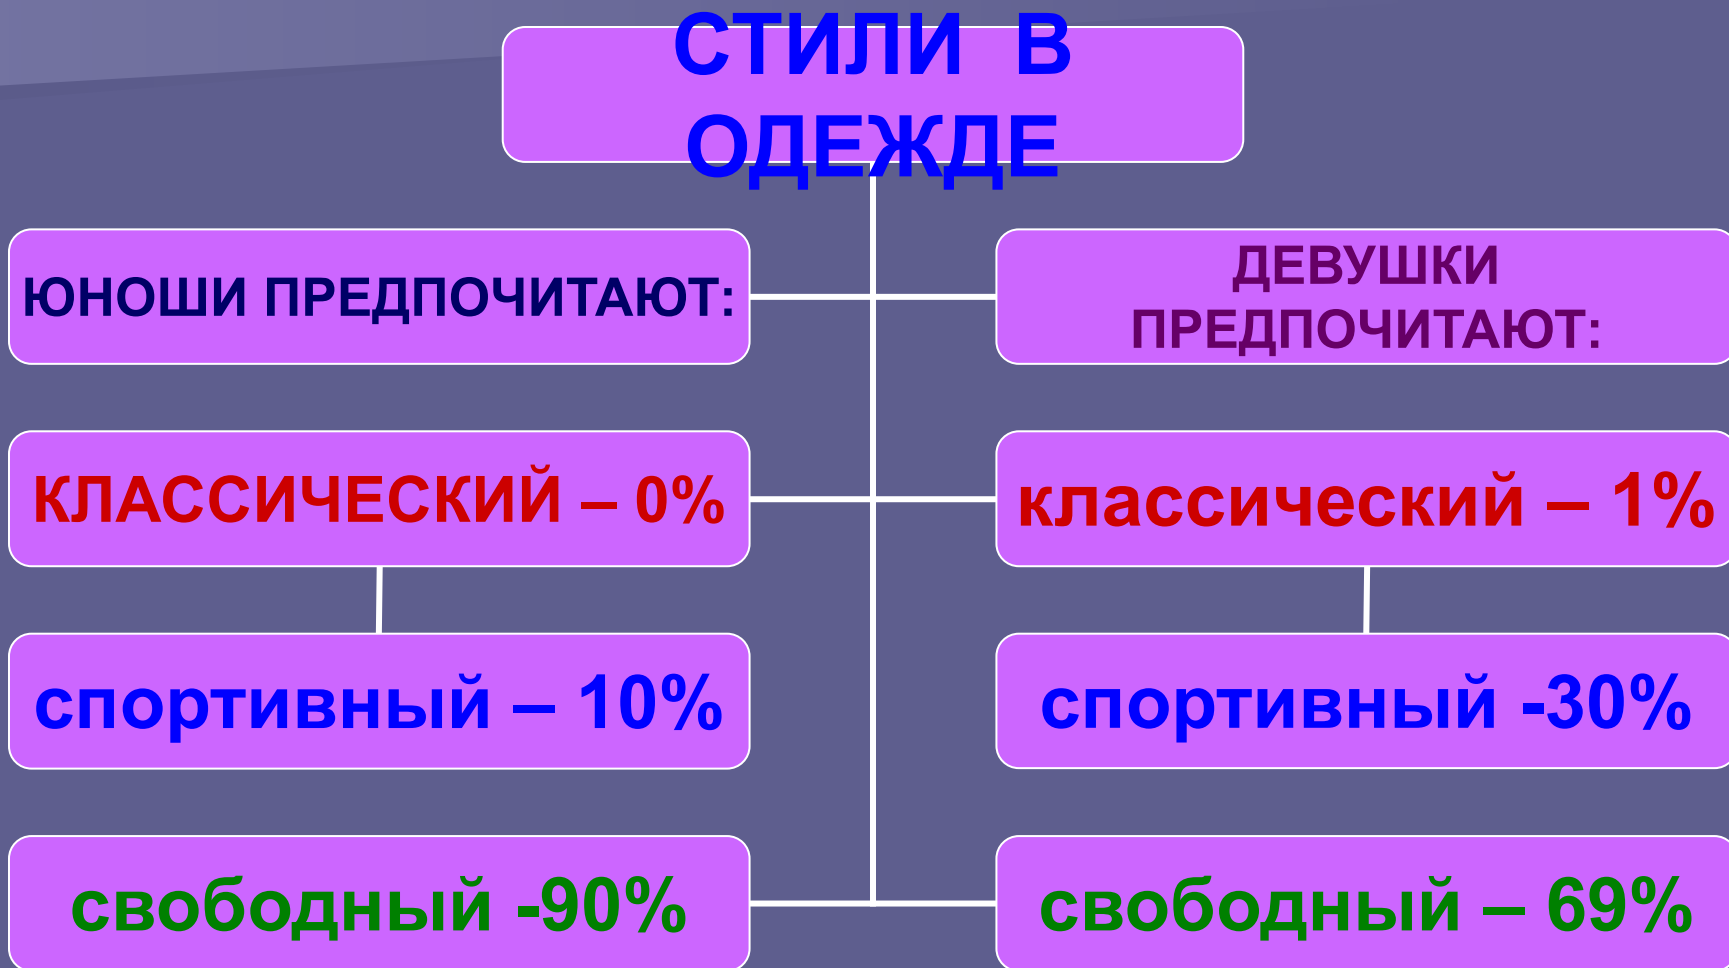 СТИЛИ В
ОДЕЖДЕ
ЮНОШИ ПРЕДПОЧИТАЮТ:
ДЕВУШКИ
ПРЕДПОЧИТАЮТ:
КЛАССИЧЕСКИЙ – 0%
классический – 1%
спортивный – 10%
спортивный -30%
свободный -90%
свободный – 69%